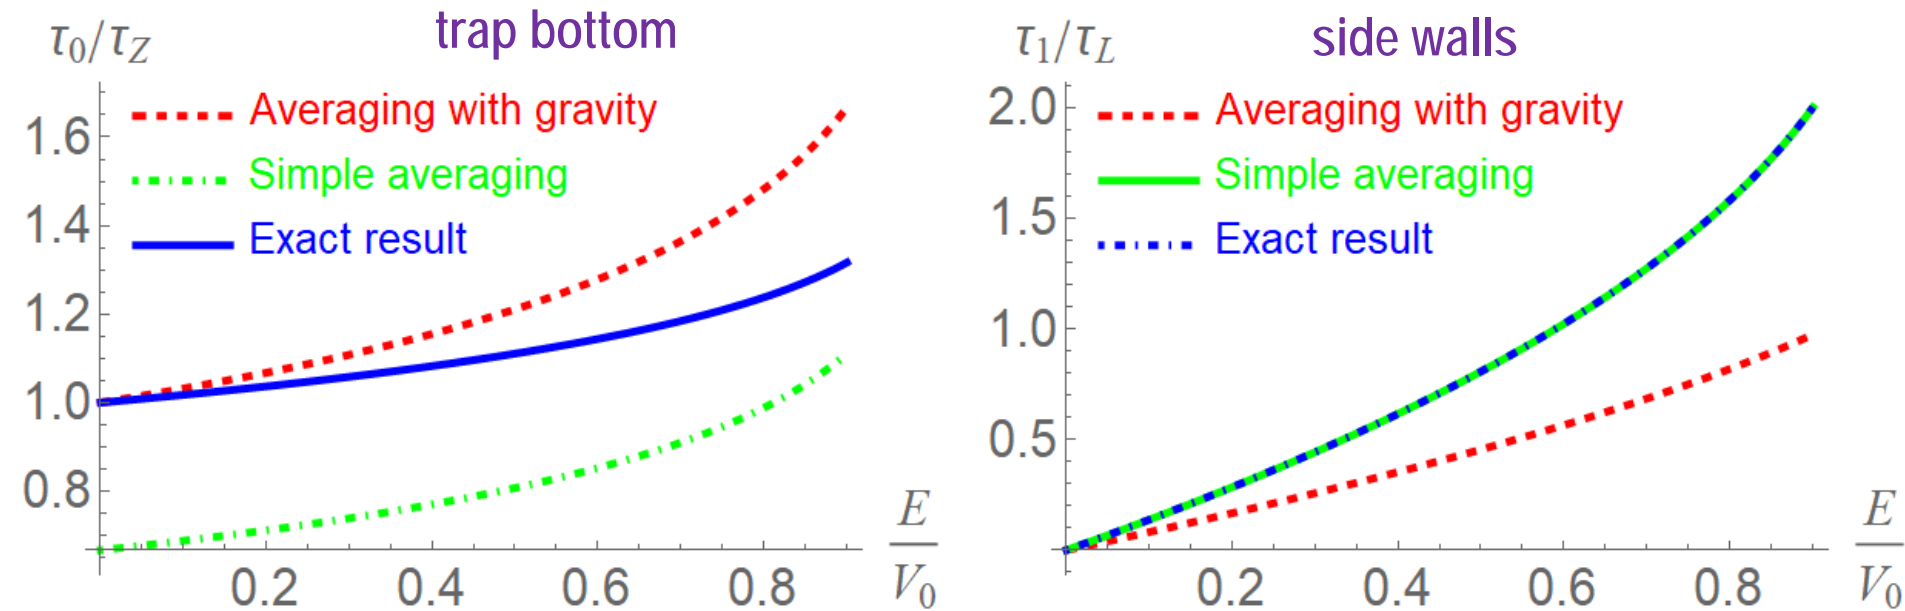 τ₀/τ_Z
trap bottom
Averaging with gravity
Simple averaging
Exact result
1.6
1.4
1.2
1.0
0.8
0.2 0.4 0.6 0.8
E/V₀
τ₁/τ_L
side walls
Averaging with gravity
Simple averaging
Exact result
2.0
1.5
1.0
0.5
0.2 0.4 0.6 0.8
E/V₀